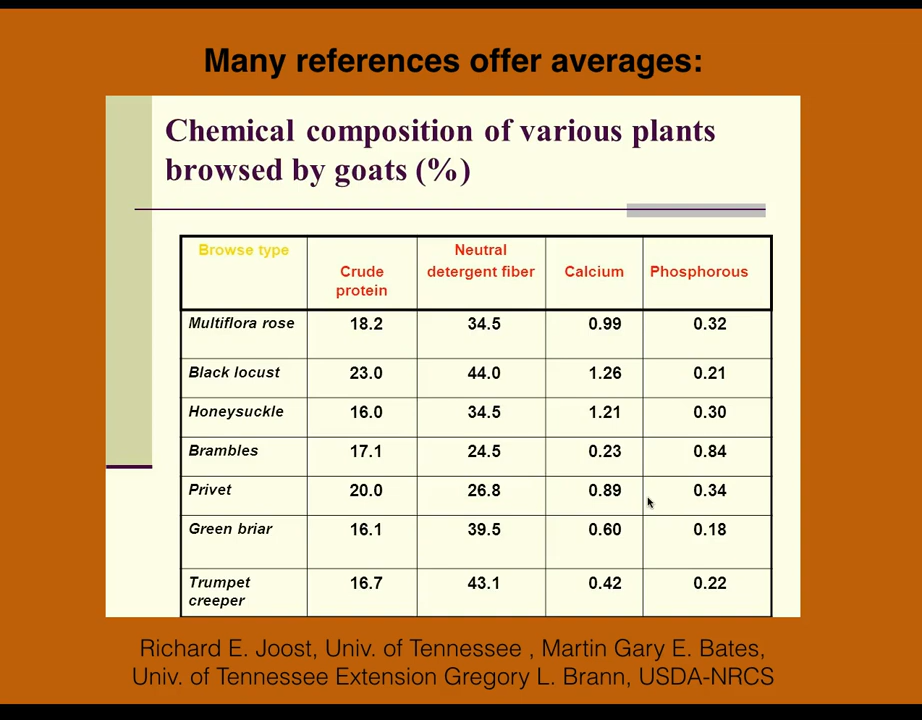 Many references offer averages:
Chemical composition of various plants
browsed by goats (%)
Browse type
Crude
protein
Neutral
detergent fiber
Calcium
Phosphorous
Multiflora rose 18.2 34.5 0.99 0.32
Black locust 23.0 44.0 1.26 0.21
Honeysuckle 16.0 34.5 1.21 0.30
Brambles 17.1 24.5 0.23 0.84
Privet 20.0 26.8 0.89 0.34
Green briar 16.1 39.5 0.60 0.18
Trumpet 16.7 43.1 0.42 0.22
creeper
Richard E. Joost, Univ. of Tennessee , Martin Gary E. Bates,
Univ. of Tennessee Extension Gregory L. Brann, USDA-NRCS